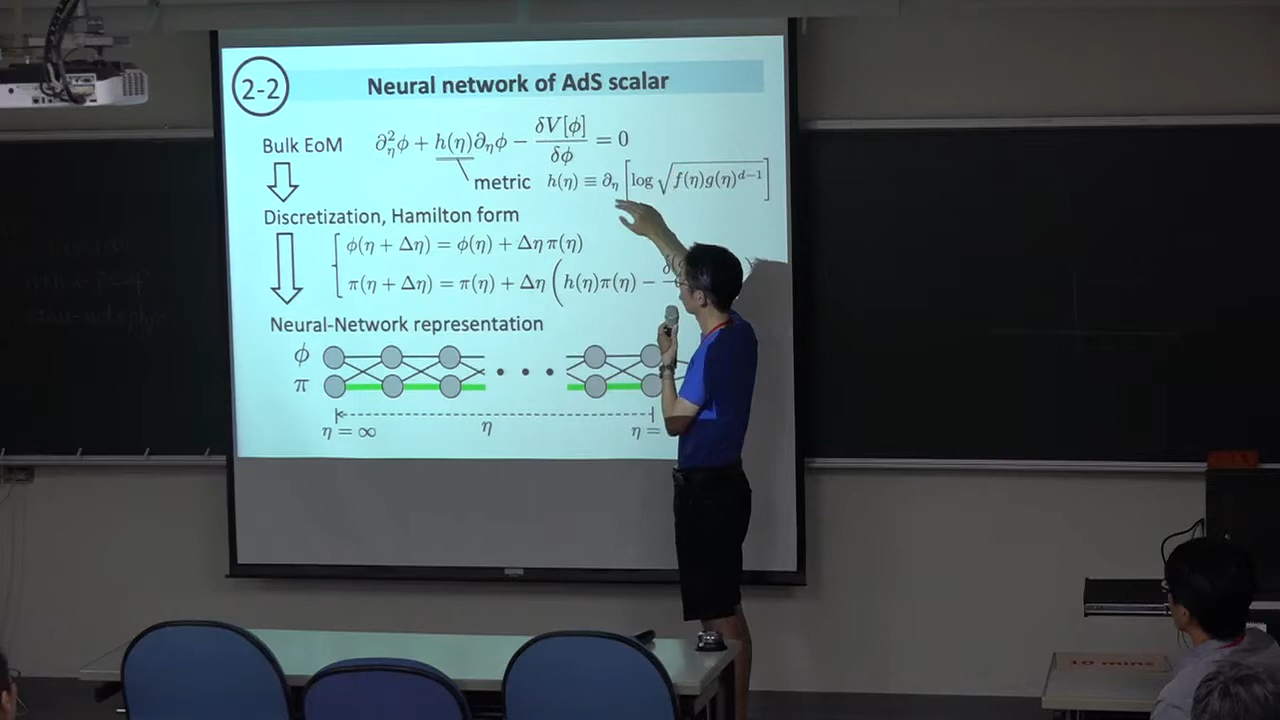 2-2
Neural network of AdS scalar
Bulk EoM ∂²_η ϕ + h(η)∂_η ϕ − δV[ϕ]/δϕ = 0
metric h(η) ≡ ∂_η [log √(f(η)g(η)^{d−1})]
Discretization, Hamilton form
ϕ(η + Δη) = ϕ(η) + Δη π(η)
π(η + Δη) = π(η) + Δη (h(η)π(η) −
Neural-Network representation
ϕ
π
η = ∞ η η =
10 mins